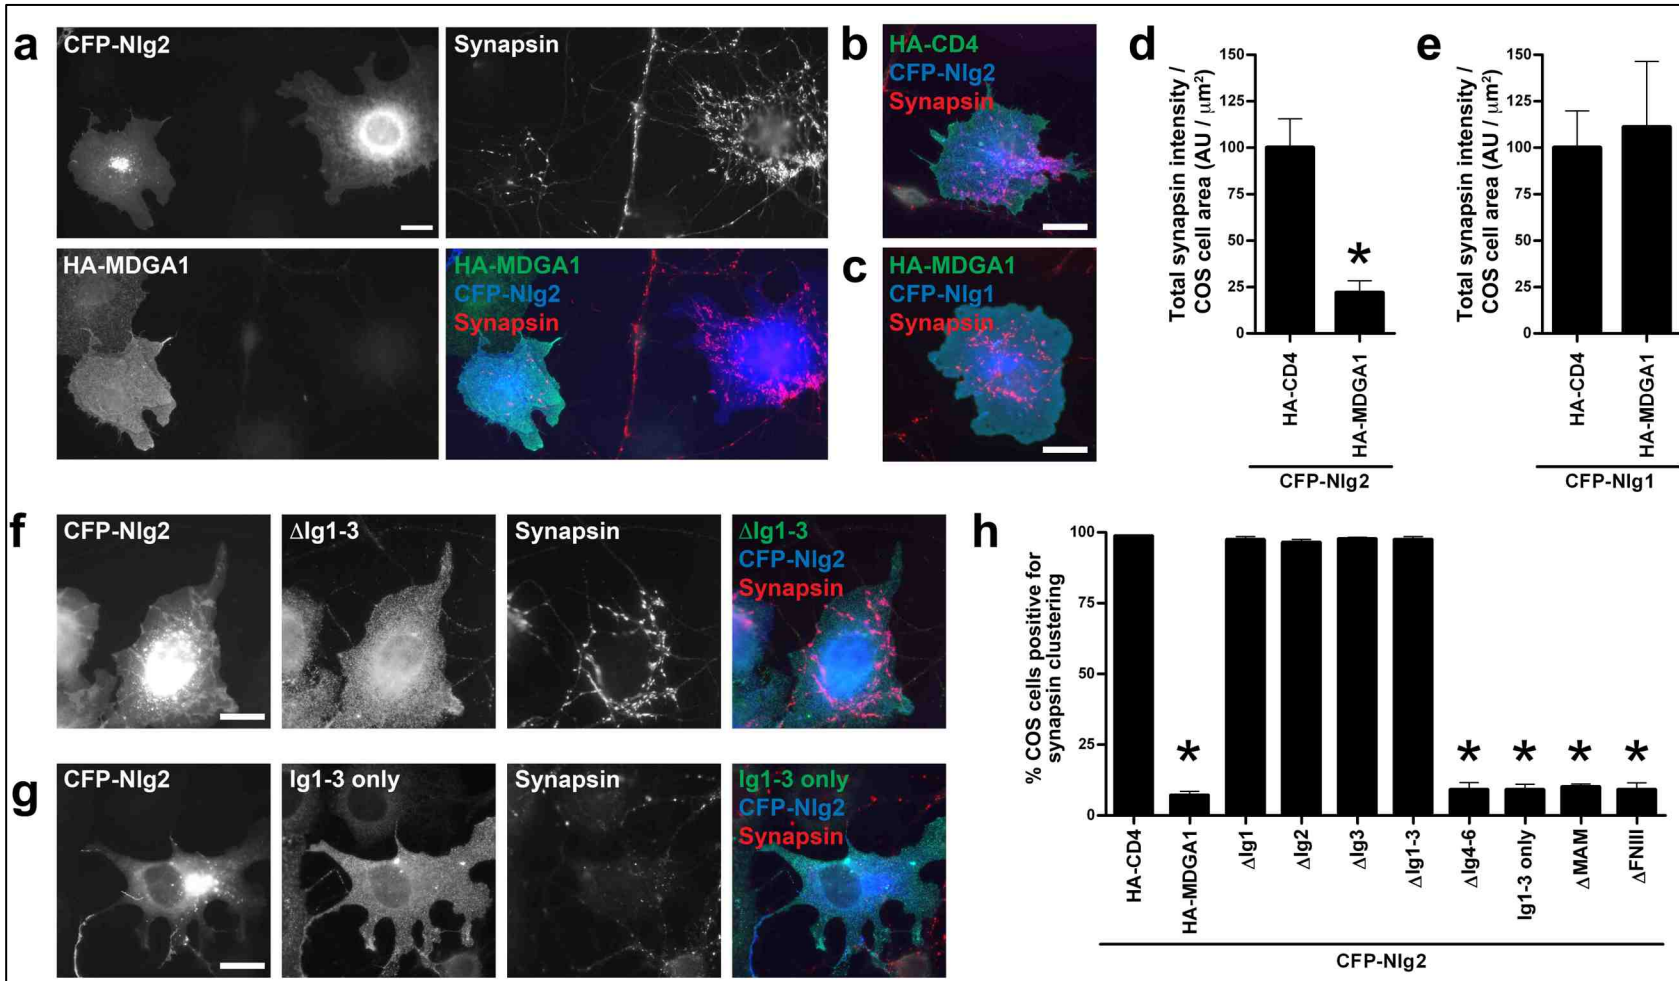 a
CFP-Nlg2
Synapsin
HA-MDGA1
HA-MDGA1
CFP-Nlg2
Synapsin
b
HA-CD4
CFP-Nlg2
Synapsin
c
HA-MDGA1
CFP-Nlg1
Synapsin
d
Total synapsin intensity /
COS cell area (AU / μm²)
150
125
100
75
50
25
0
*
HA-CD4
HA-MDGA1
CFP-Nlg2
e
Total synapsin intensity /
COS cell area (AU / μm²)
150
125
100
75
50
25
0
HA-CD4
HA-MDGA1
CFP-Nlg1
f
CFP-Nlg2
ΔIg1-3
Synapsin
ΔIg1-3
CFP-Nlg2
Synapsin
g
CFP-Nlg2
Ig1-3 only
Synapsin
Ig1-3 only
CFP-Nlg2
Synapsin
h
% COS cells positive for
synapsin clustering
100
75
50
25
0
* * * * *
HA-CD4
HA-MDGA1
ΔIg1
ΔIg2
ΔIg3
ΔIg1-3
ΔIg4-6
Ig1-3 only
ΔMAM
ΔFNIII
CFP-Nlg2